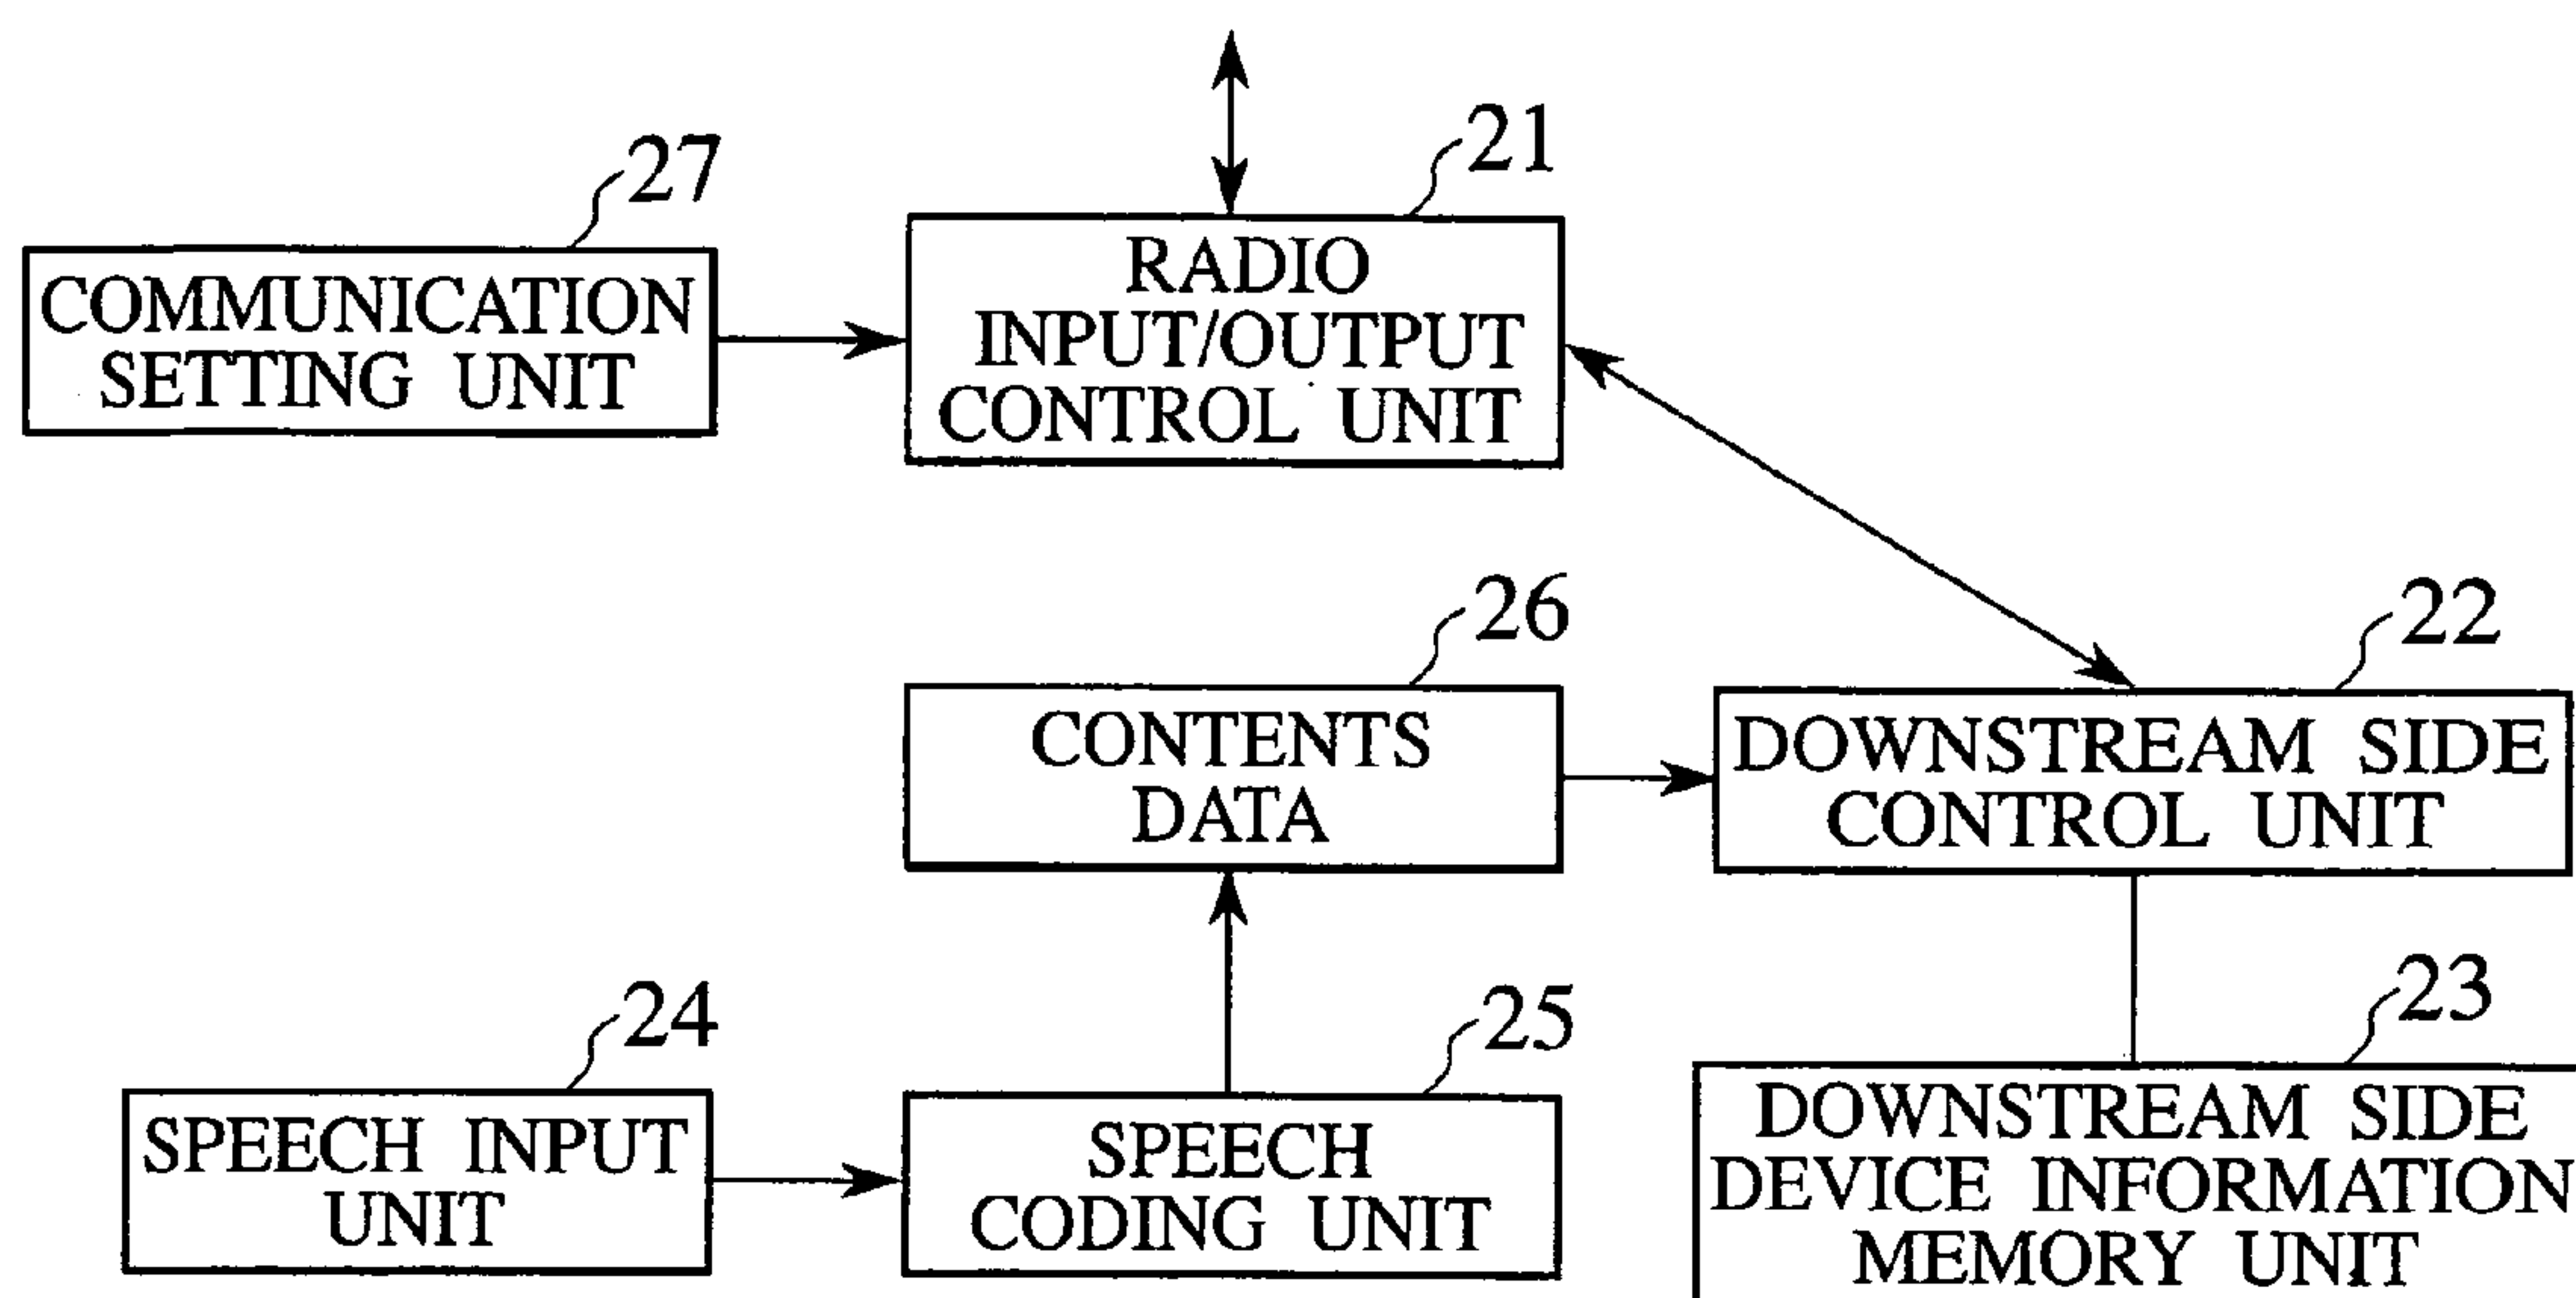 27
COMMUNICATION
SETTING UNIT
21
RADIO
INPUT/OUTPUT
CONTROL UNIT
26
CONTENTS
DATA
22
DOWNSTREAM SIDE
CONTROL UNIT
24
SPEECH INPUT
UNIT
25
SPEECH
CODING UNIT
23
DOWNSTREAM SIDE
DEVICE INFORMATION
MEMORY UNIT